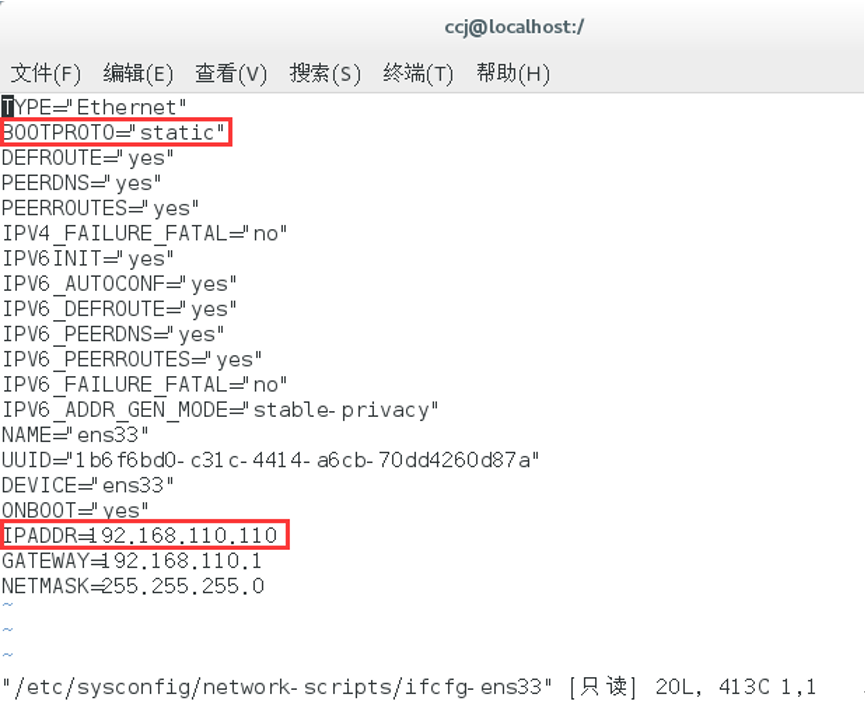 ccj@localhost:/
文件(F) 编辑(E) 查看(V) 搜索(S) 终端(T) 帮助(H)
TYPE="Ethernet"
BOOTPROTO="static"
DEFROUTE="yes"
PEERDNS="yes"
PEERROUTES="yes"
IPV4_FAILURE_FATAL="no"
IPV6INIT="yes"
IPV6_AUTOCONF="yes"
IPV6_DEFROUTE="yes"
IPV6_PEERDNS="yes"
IPV6_PEERROUTES="yes"
IPV6_FAILURE_FATAL="no"
IPV6_ADDR_GEN_MODE="stable-privacy"
NAME="ens33"
UUID="1b6f6bd0-c31c-4414-a6cb-70dd4260d87a"
DEVICE="ens33"
ONBOOT="yes"
IPADDR=192.168.110.110
GATEWAY=192.168.110.1
NETMASK=255.255.255.0
~
~
~
"/etc/sysconfig/network-scripts/ifcfg-ens33" [只读] 20L, 413C 1,1